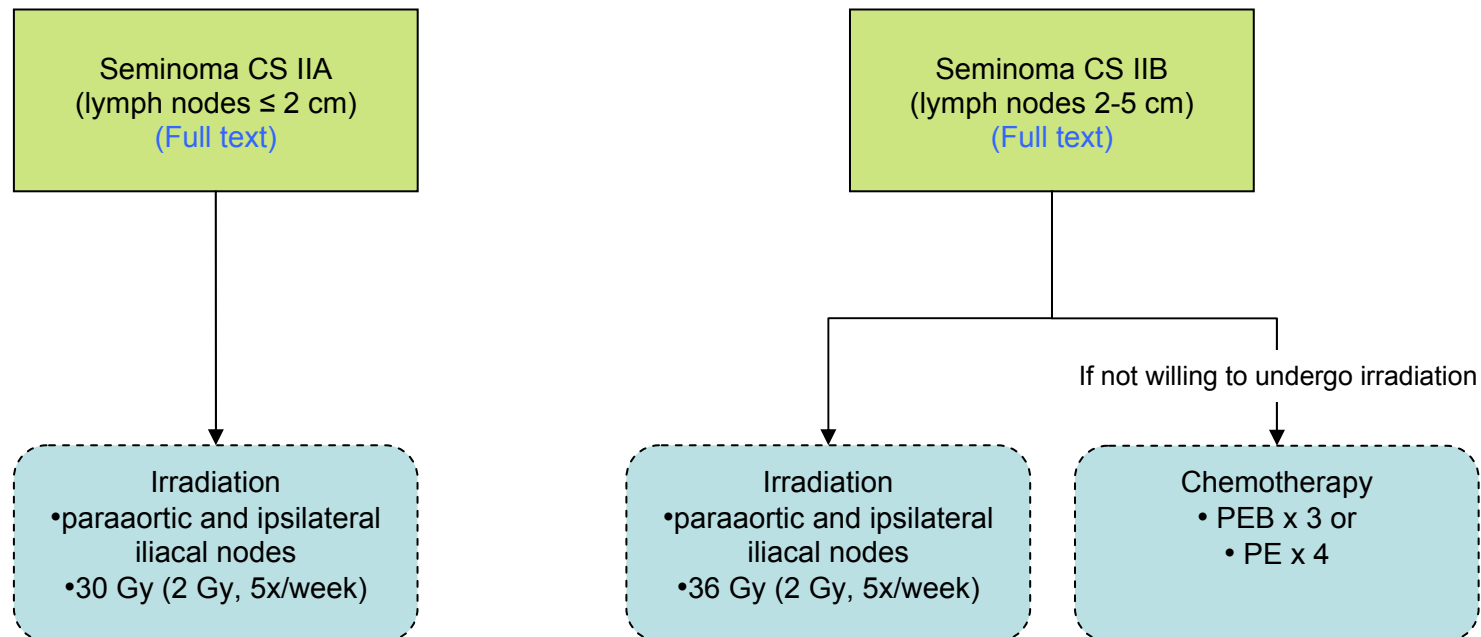 Seminoma CS IIA
(lymph nodes ≤ 2 cm)
(Full text)
Seminoma CS IIB
(lymph nodes 2-5 cm)
(Full text)
If not willing to undergo irradiation
Irradiation
•paraaortic and ipsilateral
iliacal nodes
•30 Gy (2 Gy, 5x/week)
Irradiation
•paraaortic and ipsilateral
iliacal nodes
•36 Gy (2 Gy, 5x/week)
Chemotherapy
• PEB x 3 or
• PE x 4